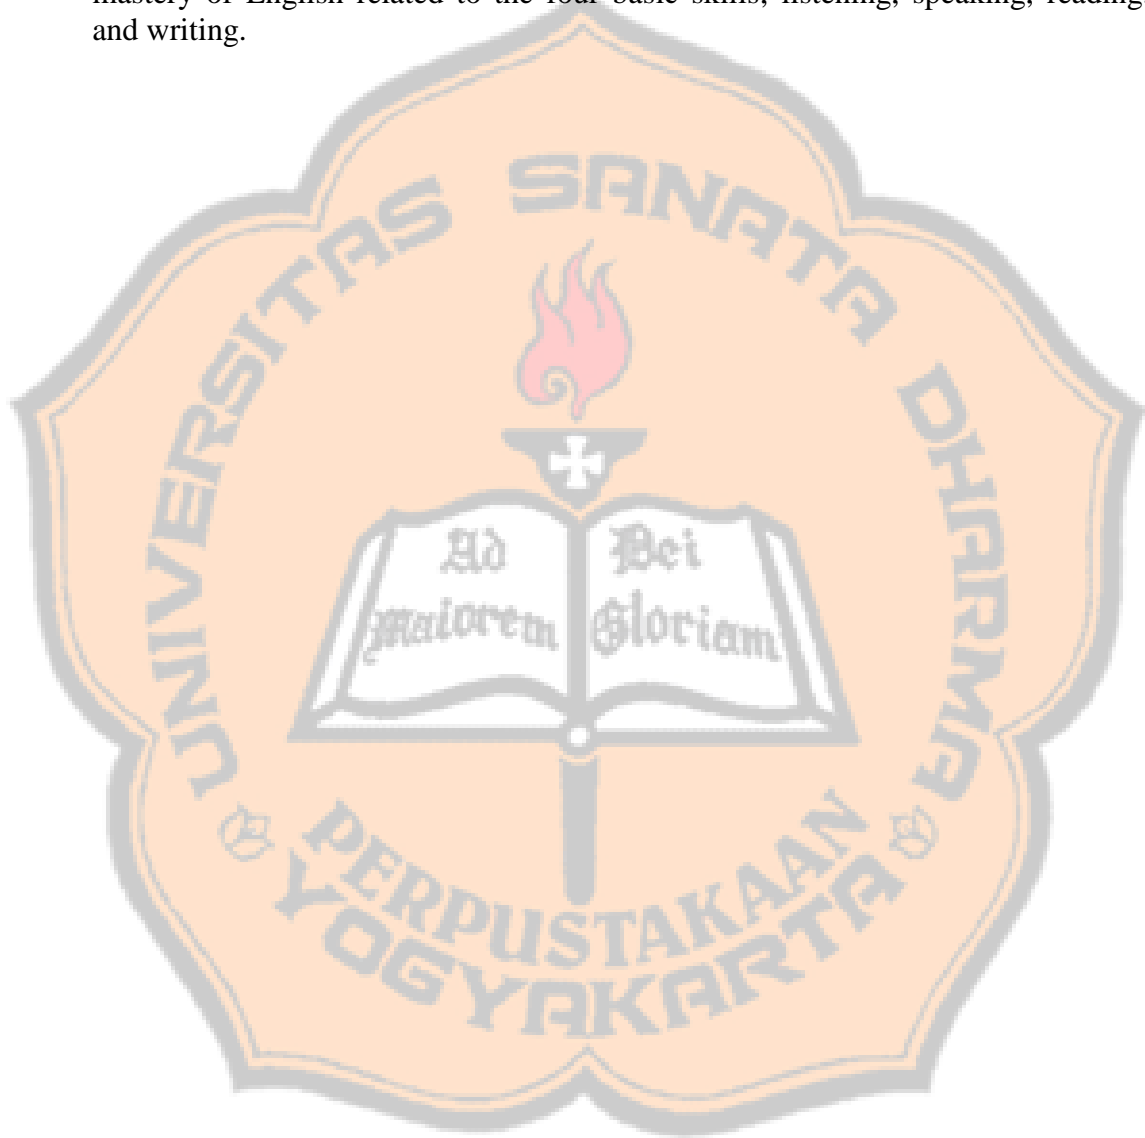 mastery of English related to the four basic skills, listening, speaking, reading
and writing.
UNIVERSITAS SANATA DHARMA
Ad Dei
Maiorem Gloriam
PERPUSTAKAAN
YOGYAKARTA